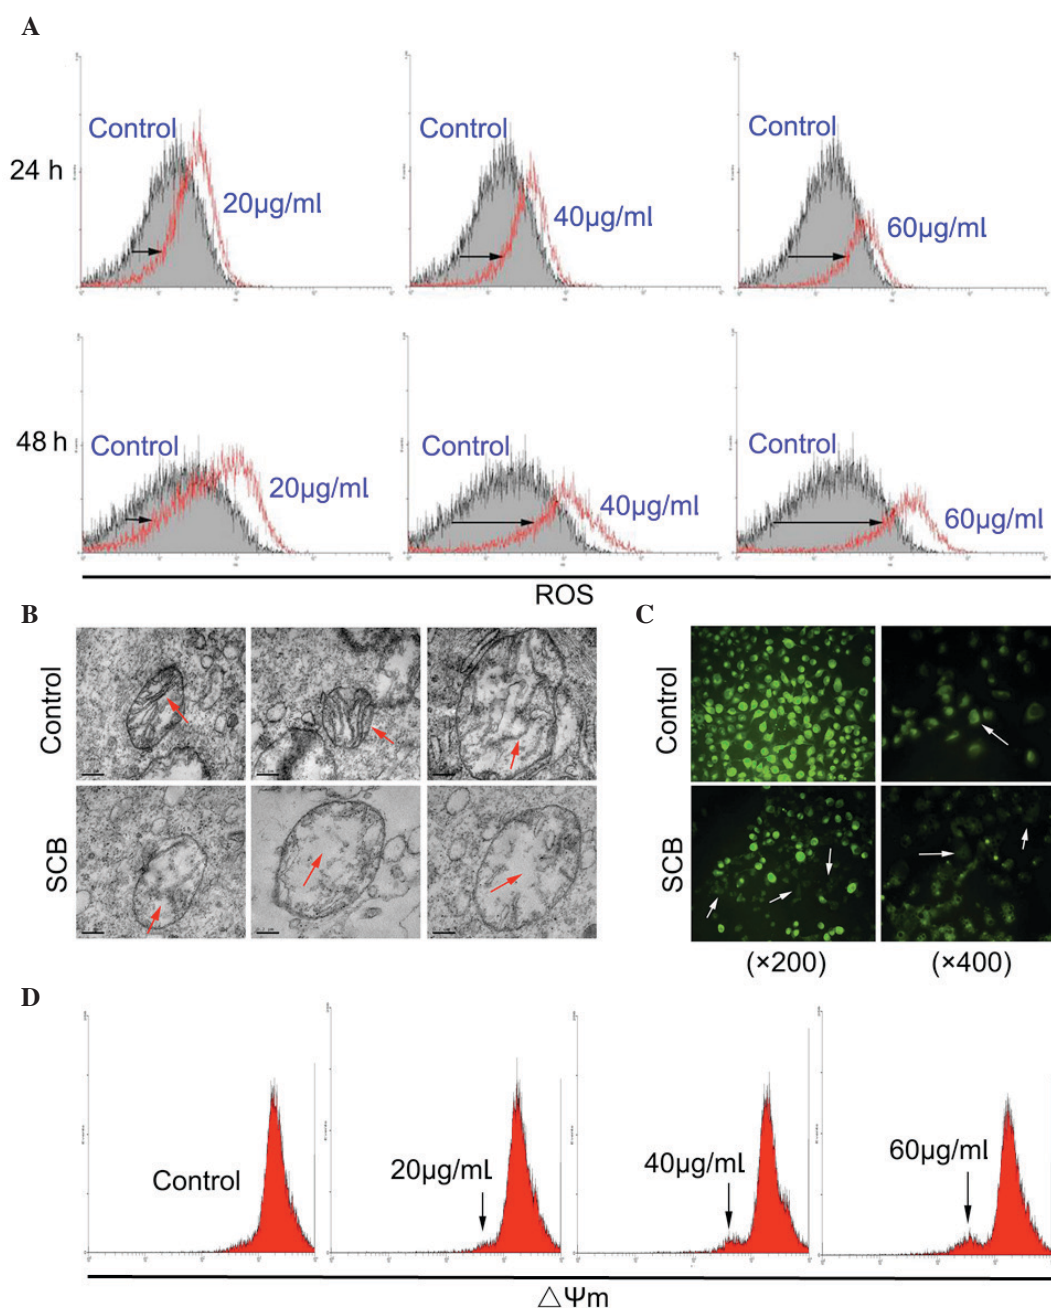 A
Control
20µg/ml
Control
40µg/ml
Control
60µg/ml
24 h
Control
20µg/ml
Control
40µg/ml
Control
60µg/ml
48 h
ROS
B
Control
SCB
C
Control
SCB
(×200)
(×400)
D
Control
20µg/ml
40µg/ml
60µg/ml
△Ψm